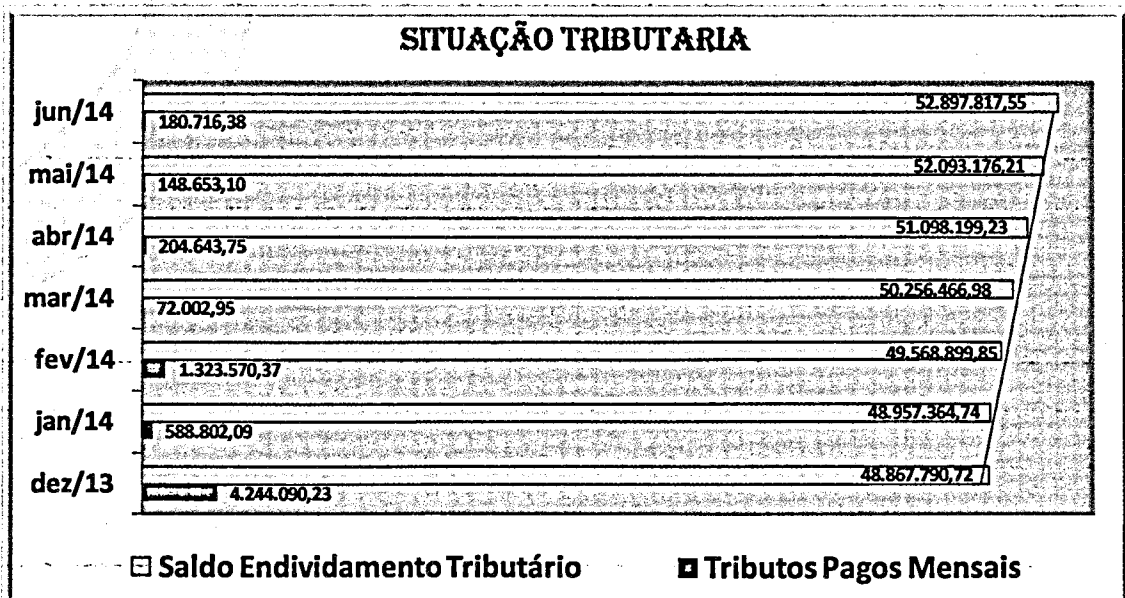 SITUAÇÃO TRIBUTARIA
jun/14
52.897.817,55
180.716,38
mai/14
52.093.176,21
148.653,10
abr/14
51.098.199,23
204.643,75
mar/14
50.256.466,98
72.002,95
fev/14
49.568.899,85
1.323.570,37
jan/14
48.957.364,74
588.802,09
dez/13
48.867.790,72
4.244.090,23
Saldo Endividamento Tributário Tributos Pagos Mensais